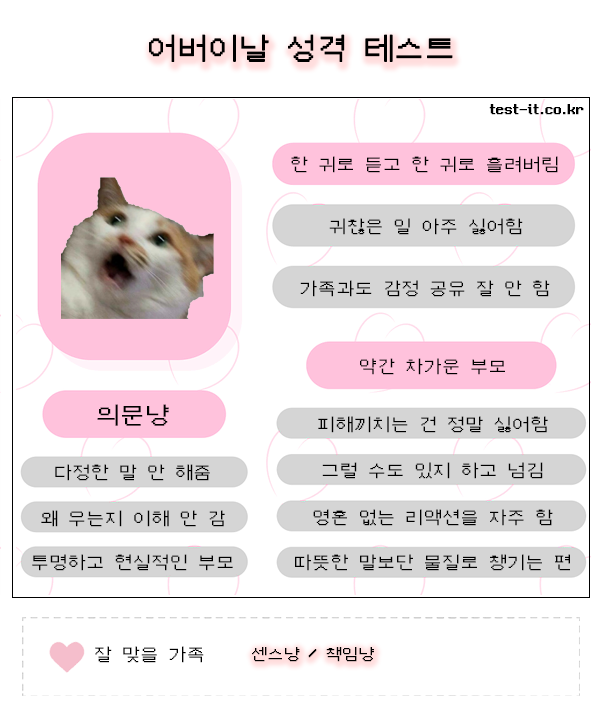 어버이날 성격 테스트
test-it.co.kr
한 귀로 듣고 한 귀로 흘려버림
귀찮은 일 아주 싫어함
가족과도 감정 공유 잘 안 함
의문냥
다정한 말 안 해줌
왜 우는지 이해 안 감
투명하고 현실적인 부모
약간 차가운 부모
피해끼치는 건 정말 싫어함
그럴 수도 있지 하고 넘김
영혼 없는 리액션을 자주 함
따뜻한 말보단 물질로 챙기는 편
잘 맞을 가족
센스냥 / 책임냥